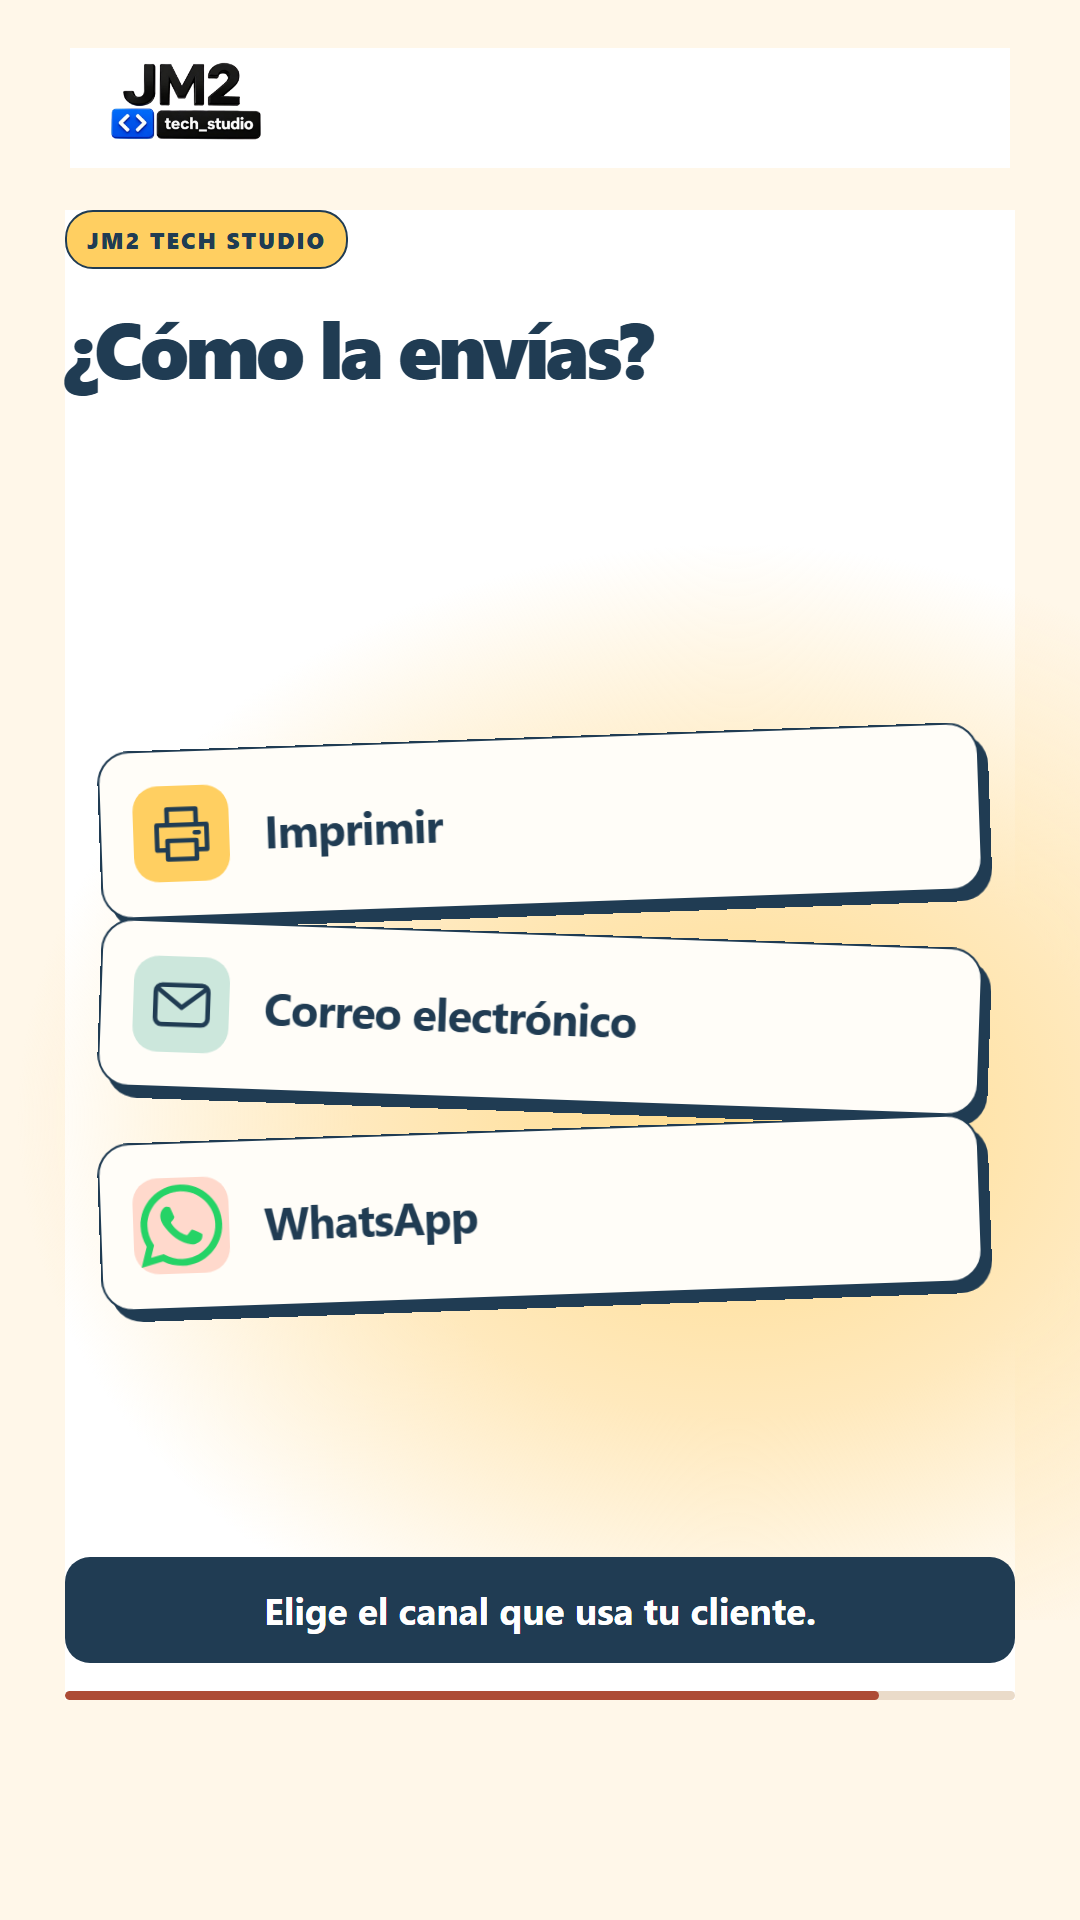 JM2
tech_studio
JM2 TECH STUDIO
¿Cómo la envías?
Imprimir
Correo electrónico
WhatsApp
Elige el canal que usa tu cliente.